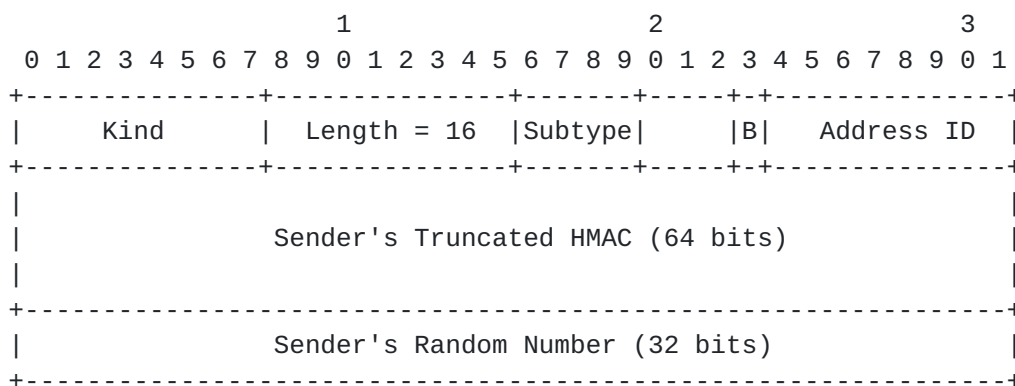 1                   2                   3
 0 1 2 3 4 5 6 7 8 9 0 1 2 3 4 5 6 7 8 9 0 1 2 3 4 5 6 7 8 9 0 1
+---------------+---------------+-------+-----+-+---------------+
|     Kind      |  Length = 16  |Subtype|     |B|   Address ID  |
+---------------+---------------+-------+-----+-+---------------+
|                                                               |
|                Sender's Truncated HMAC (64 bits)              |
|                                                               |
+---------------------------------------------------------------+
|                Sender's Random Number (32 bits)               |
+---------------------------------------------------------------+